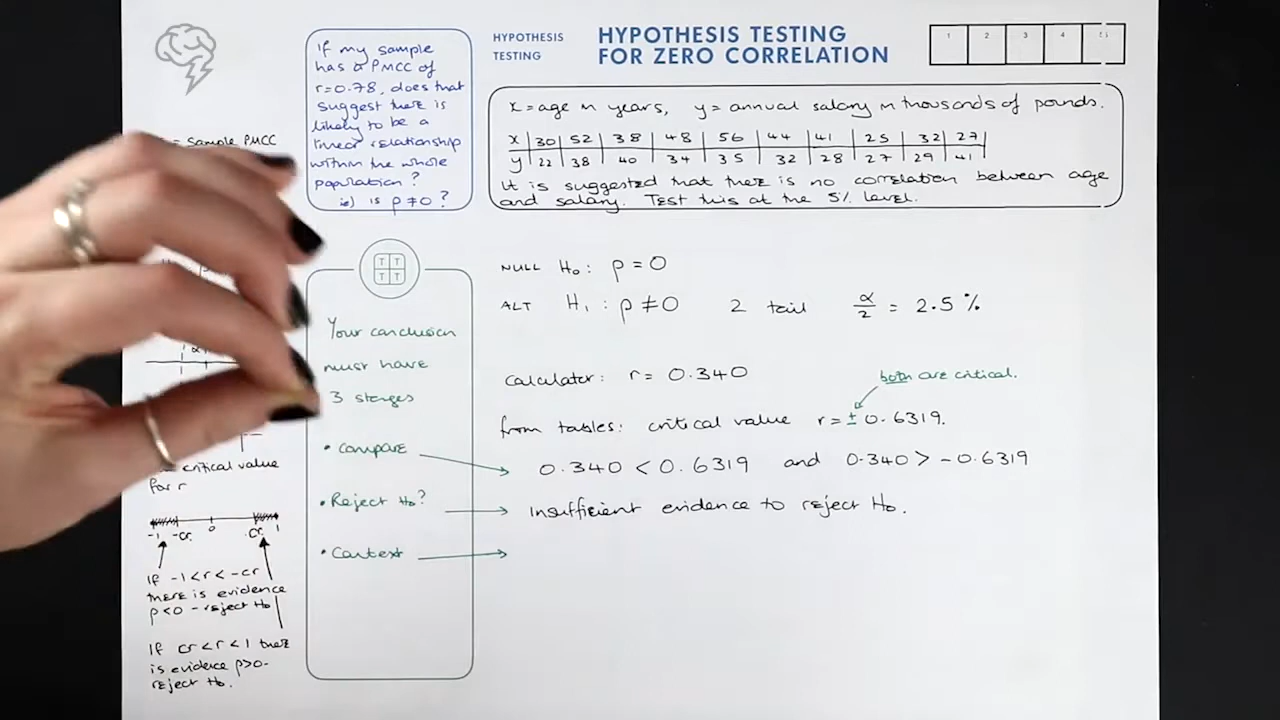 HYPOTHESIS
TESTING
HYPOTHESIS TESTING
FOR ZERO CORRELATION
1 2 3 4 5
If my sample
has a PMCC of
r=0.78, does that
suggest there is
likely to be a
linear relationship
within the whole
population?
ie) is ρ≠0?
= Sample PMCC
x = age in years, y = annual salary in thousands of pounds.
x 30 52 38 48 56 44 41 25 32 27
y 22 38 40 34 35 32 28 27 29 41
It is suggested that there is no correlation between age
and salary. Test this at the 5% level.
T T
T T
Your conclusion
must have
3 stages
• Compare
• Reject H₀?
• Context
NULL H₀: ρ = 0
ALT H₁: ρ ≠ 0 2 tail α/2 = 2.5%
Calculator: r = 0.340
both are critical.
from tables: critical value r = ± 0.6319.
0.340 < 0.6319 and 0.340 > -0.6319
Insufficient evidence to reject H₀.
critical value
for r
-1 -cr 0 cr 1
If -1<r<-cr
there is evidence
ρ<0 - reject H₀
If cr<r<1 there
is evidence ρ>0-
reject H₀.